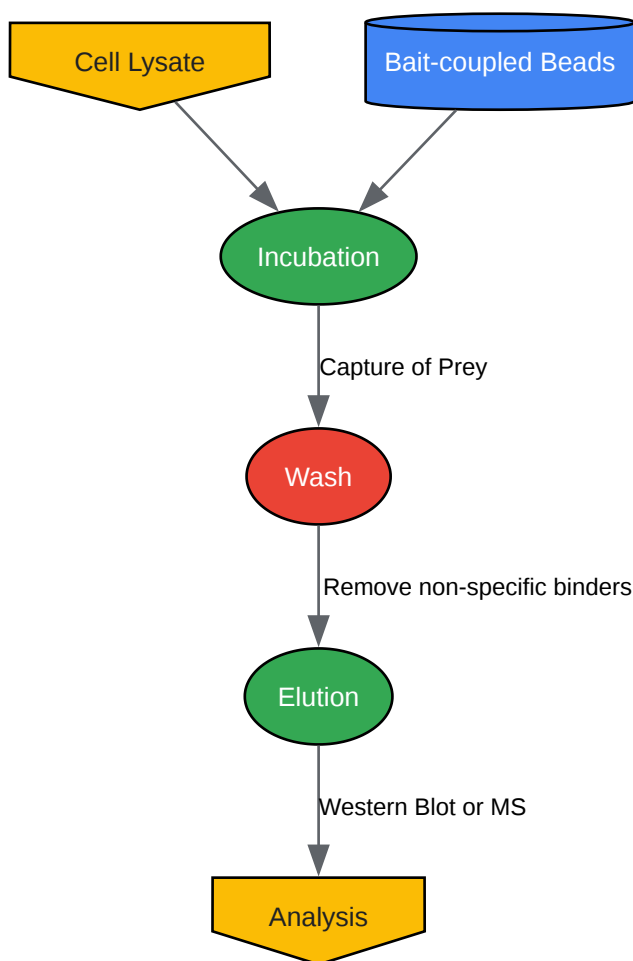 Cell Lysate
Bait-coupled Beads
Incubation
Capture of Prey
Wash
Remove non-specific binders
Elution
Western Blot or MS
Analysis